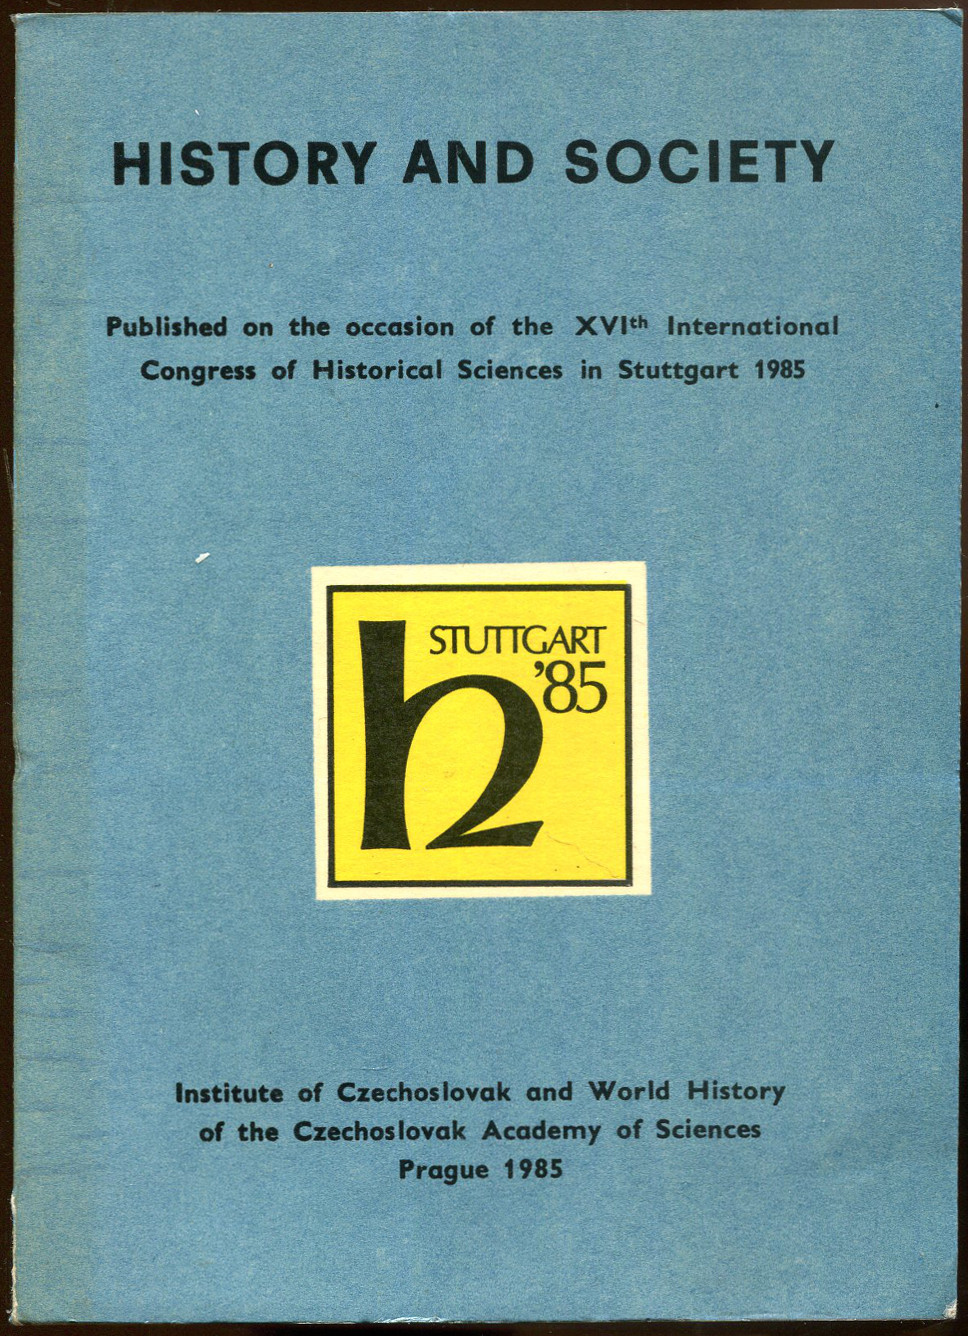 HISTORY AND SOCIETY
Published on the occasion of the XVIth International
Congress of Historical Sciences in Stuttgart 1985
h
STUTTGART
'85
Institute of Czechoslovak and World History
of the Czechoslovak Academy of Sciences
Prague 1985